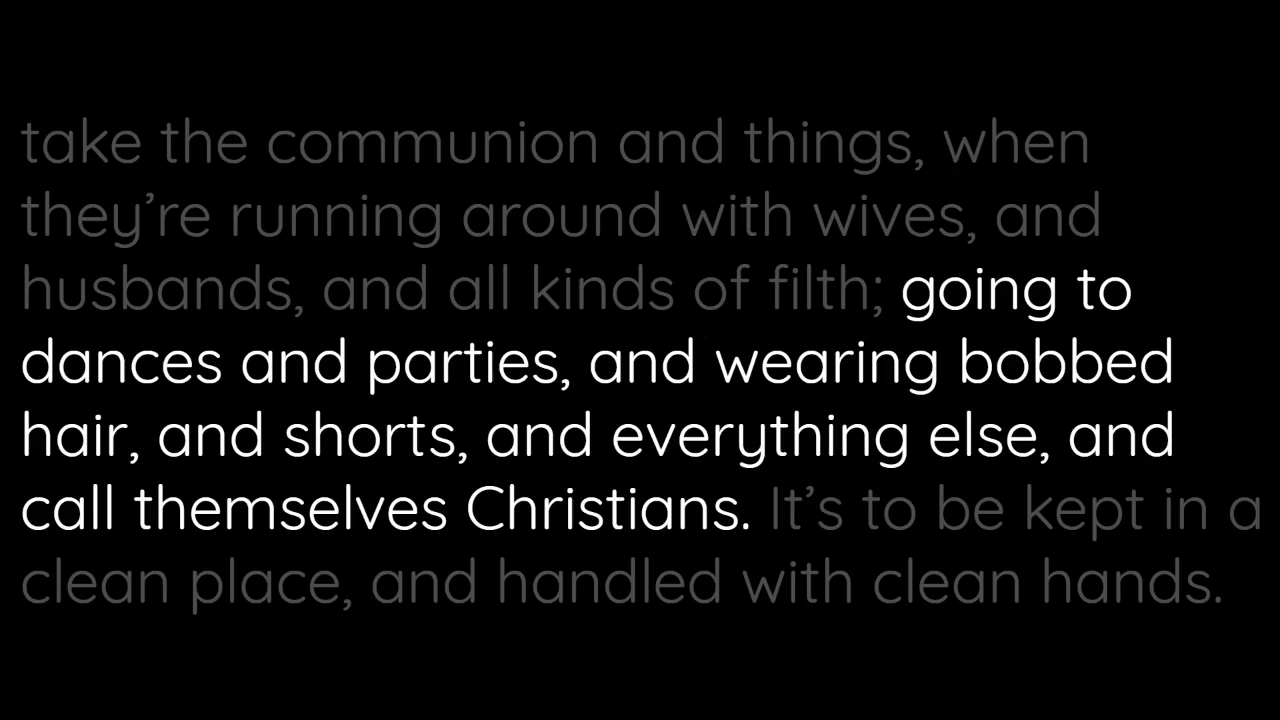 take the communion and things, when
they’re running around with wives, and
husbands, and all kinds of filth; going to
dances and parties, and wearing bobbed
hair, and shorts, and everything else, and
call themselves Christians. It’s to be kept in a
clean place, and handled with clean hands.